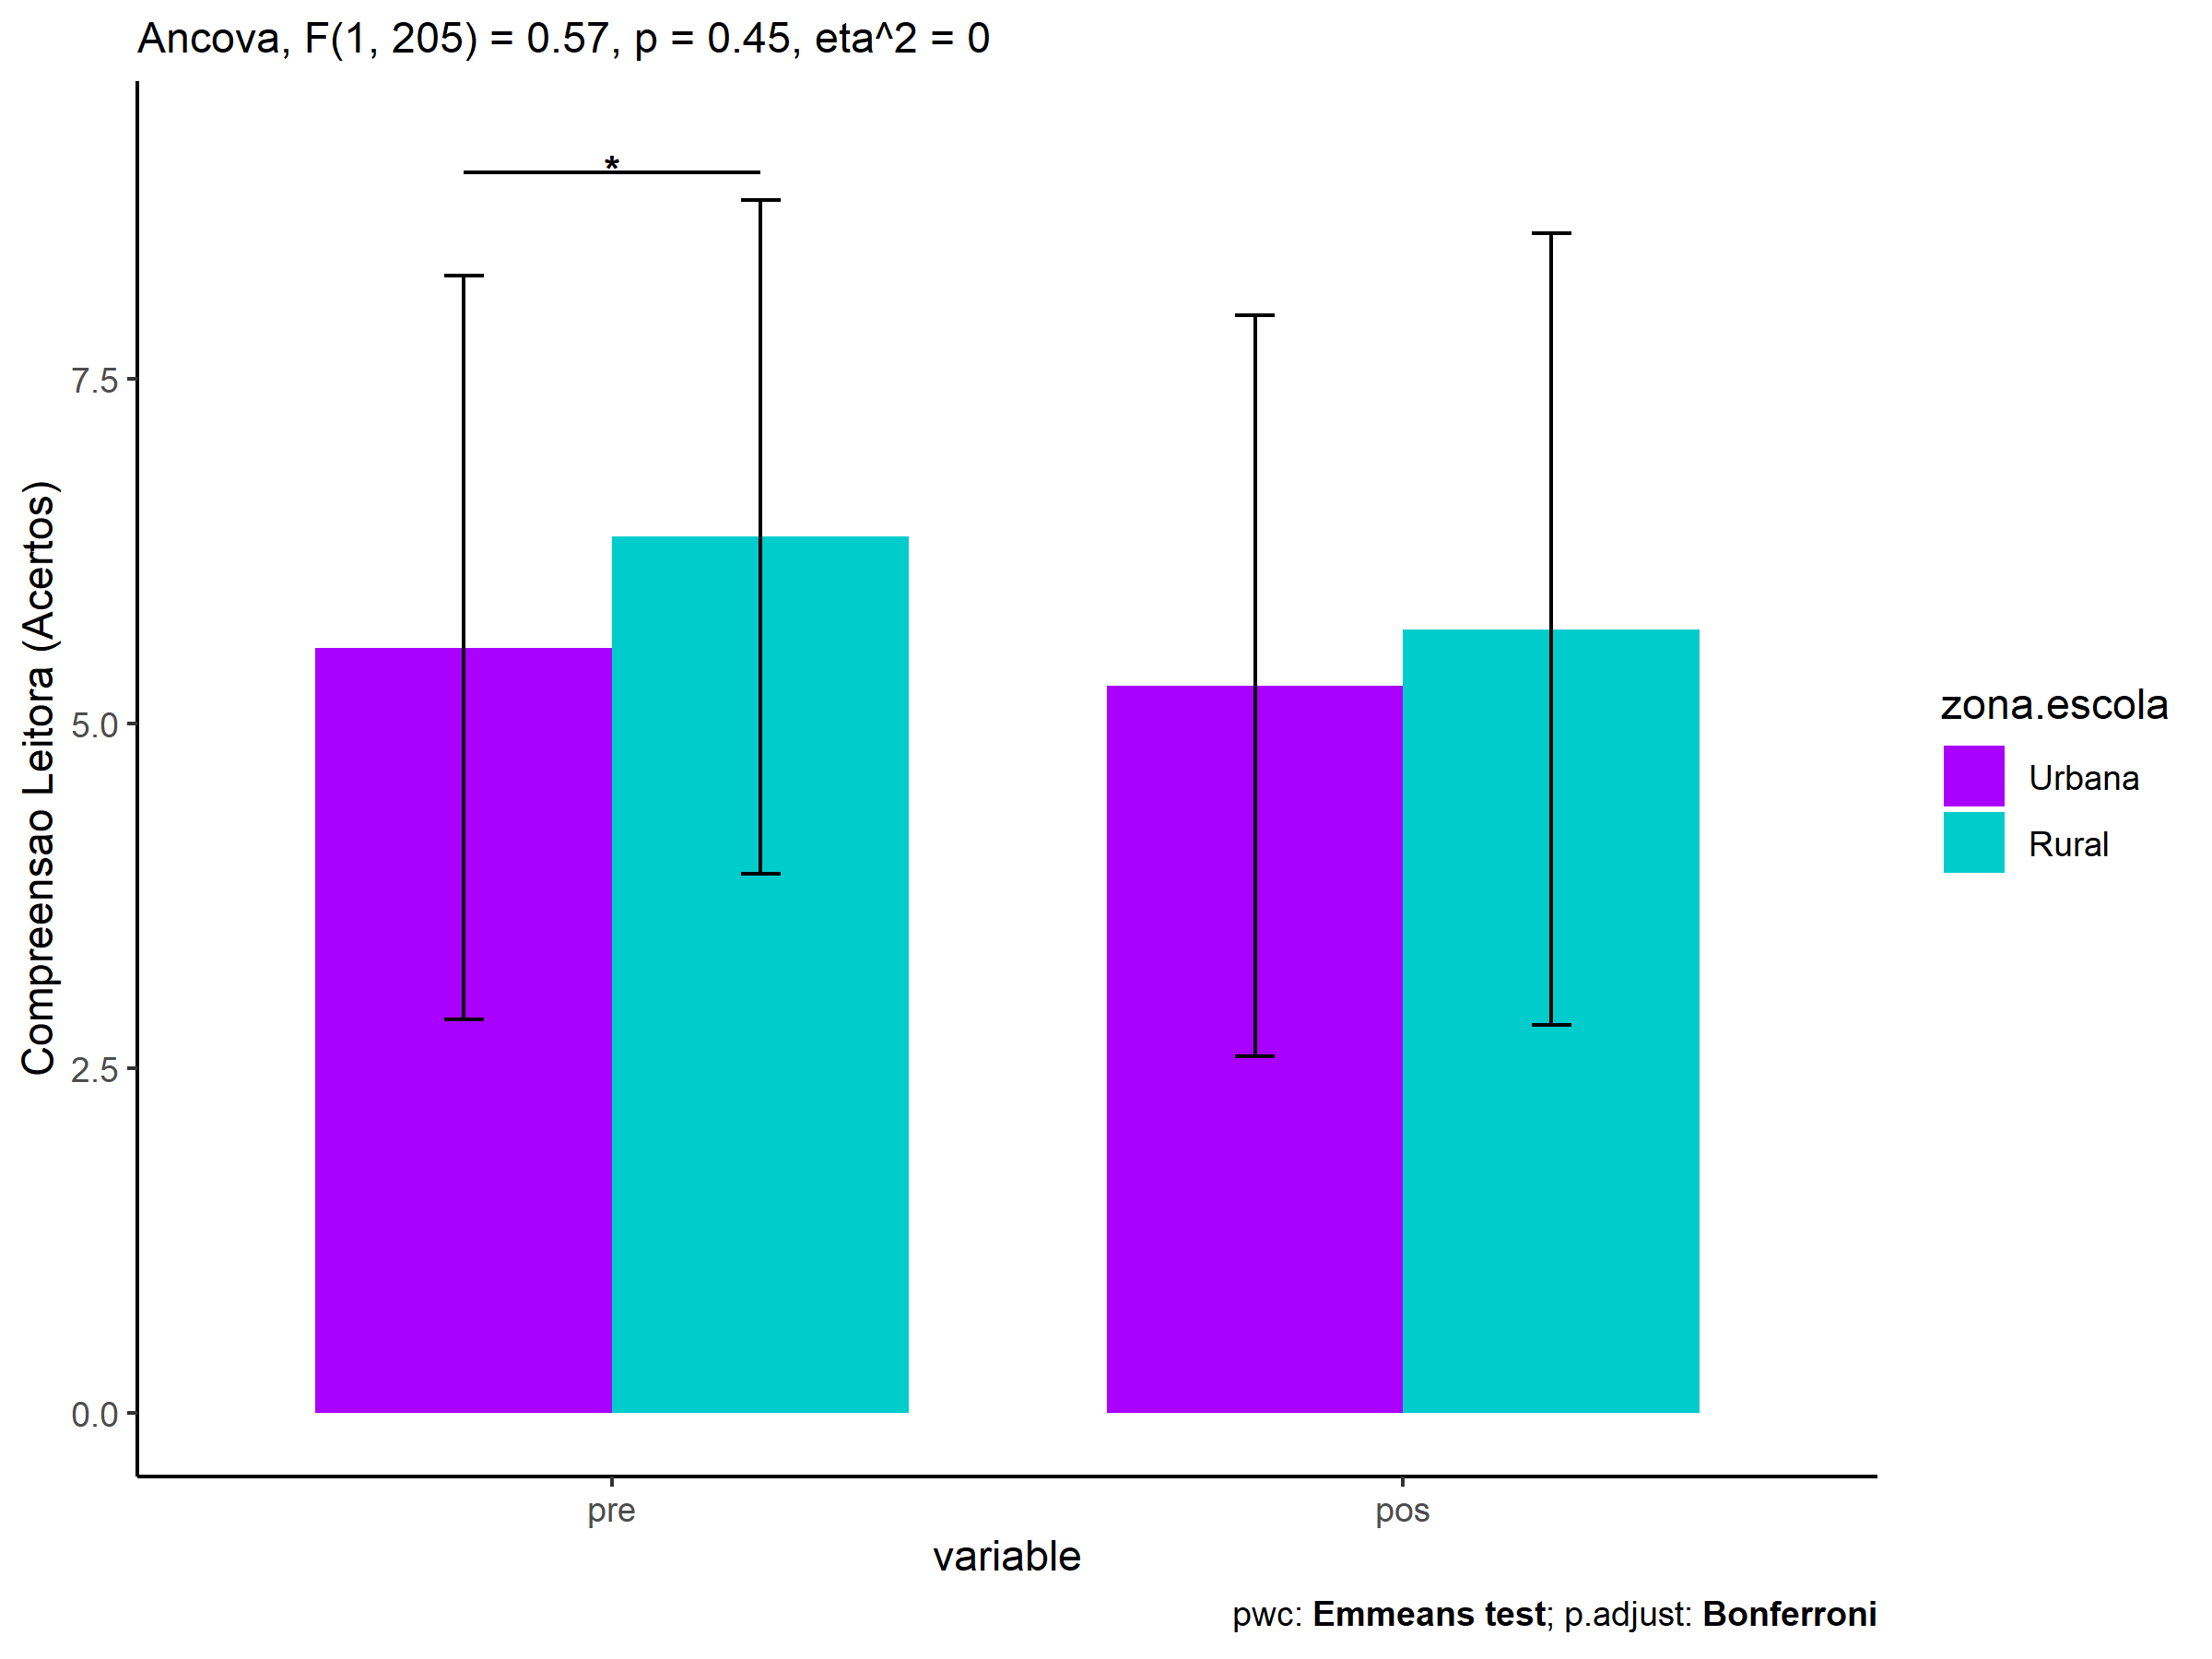 Ancova, F(1, 205) = 0.57, p = 0.45, eta^2 = 0
*
Compreensao Leitora (Acertos)
7.5
5.0
2.5
0.0
pre
pos
variable
zona.escola
Urbana
Rural
pwc: Emmeans test; p.adjust: Bonferroni